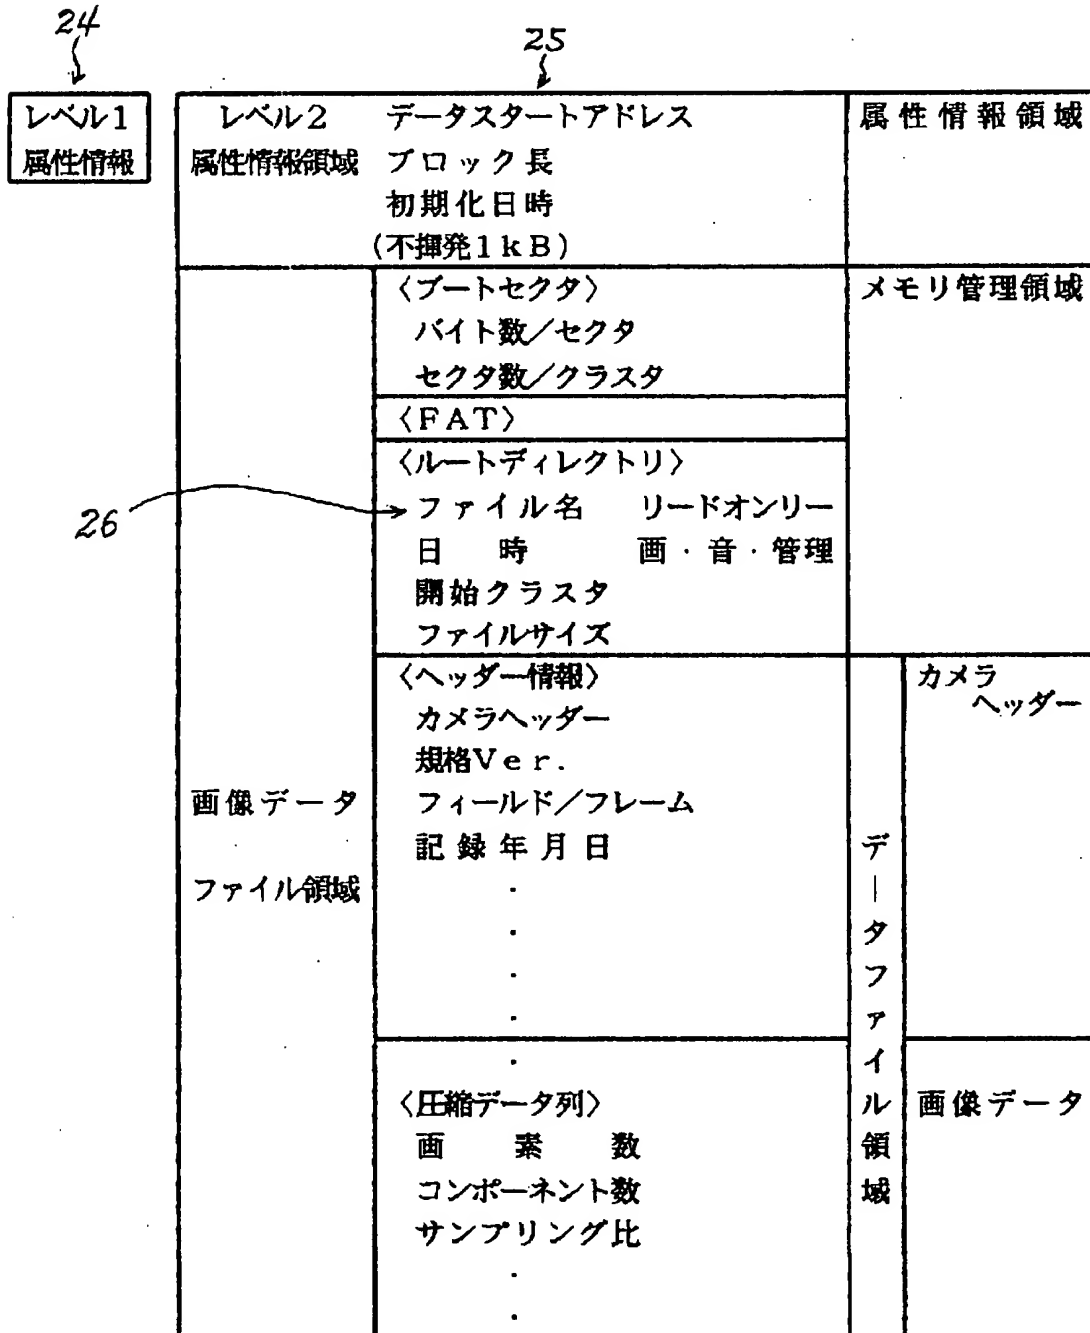 24
25
レベル1
属性情報
レベル2 データスタートアドレス 属性情報領域
属性情報領域 ブロック長
初期化日時
(不揮発1kB)
〈ブートセクタ〉 メモリ管理領域
バイト数/セクタ
セクタ数/クラスタ
〈FAT〉
〈ルートディレクトリ〉
26
ファイル名 リードオンリー
日時 画・音・管理
開始クラスタ
ファイルサイズ
〈ヘッダー情報〉 カメラ
ヘッダー
カメラヘッダー
規格Ver.
画像データ フィールド/フレーム
記録年月日
ファイル領域
データファイル領域
〈圧縮データ列〉 画像データ
画素数
コンポーネント数
サンプリング比